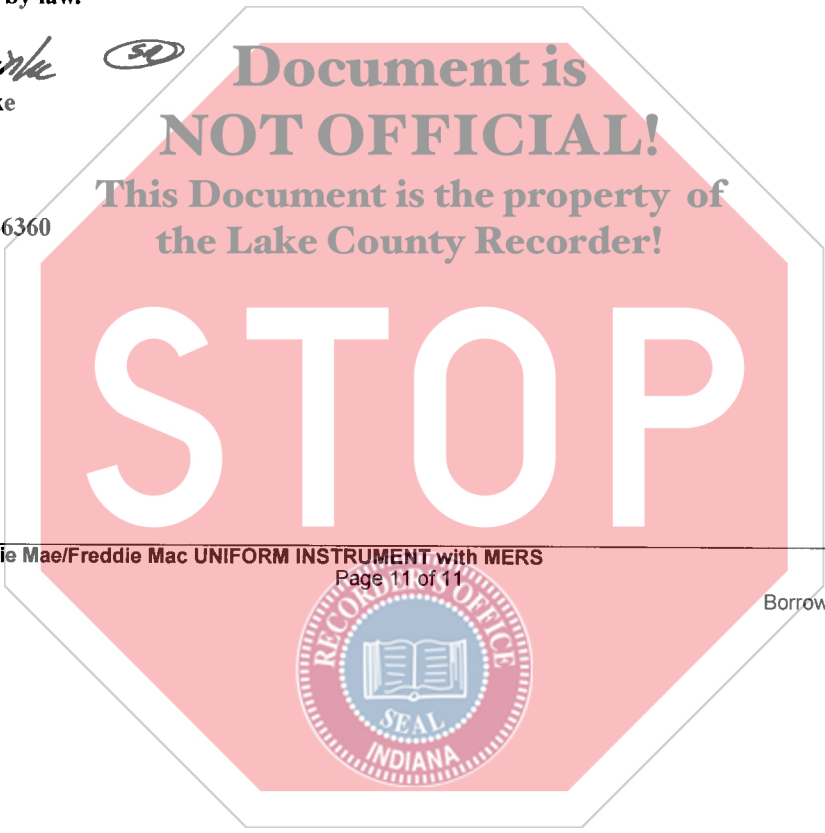 by law.
Document is
NOT OFFICIAL!
ke
This Document is the property of
6360
the Lake County Recorder!
STOP
ie Mae/Freddie Mac UNIFORM INSTRUMENT with MERS
Page 11 of 11
Borrow
RECORDER'S OFFICE
SEAL
INDIANA